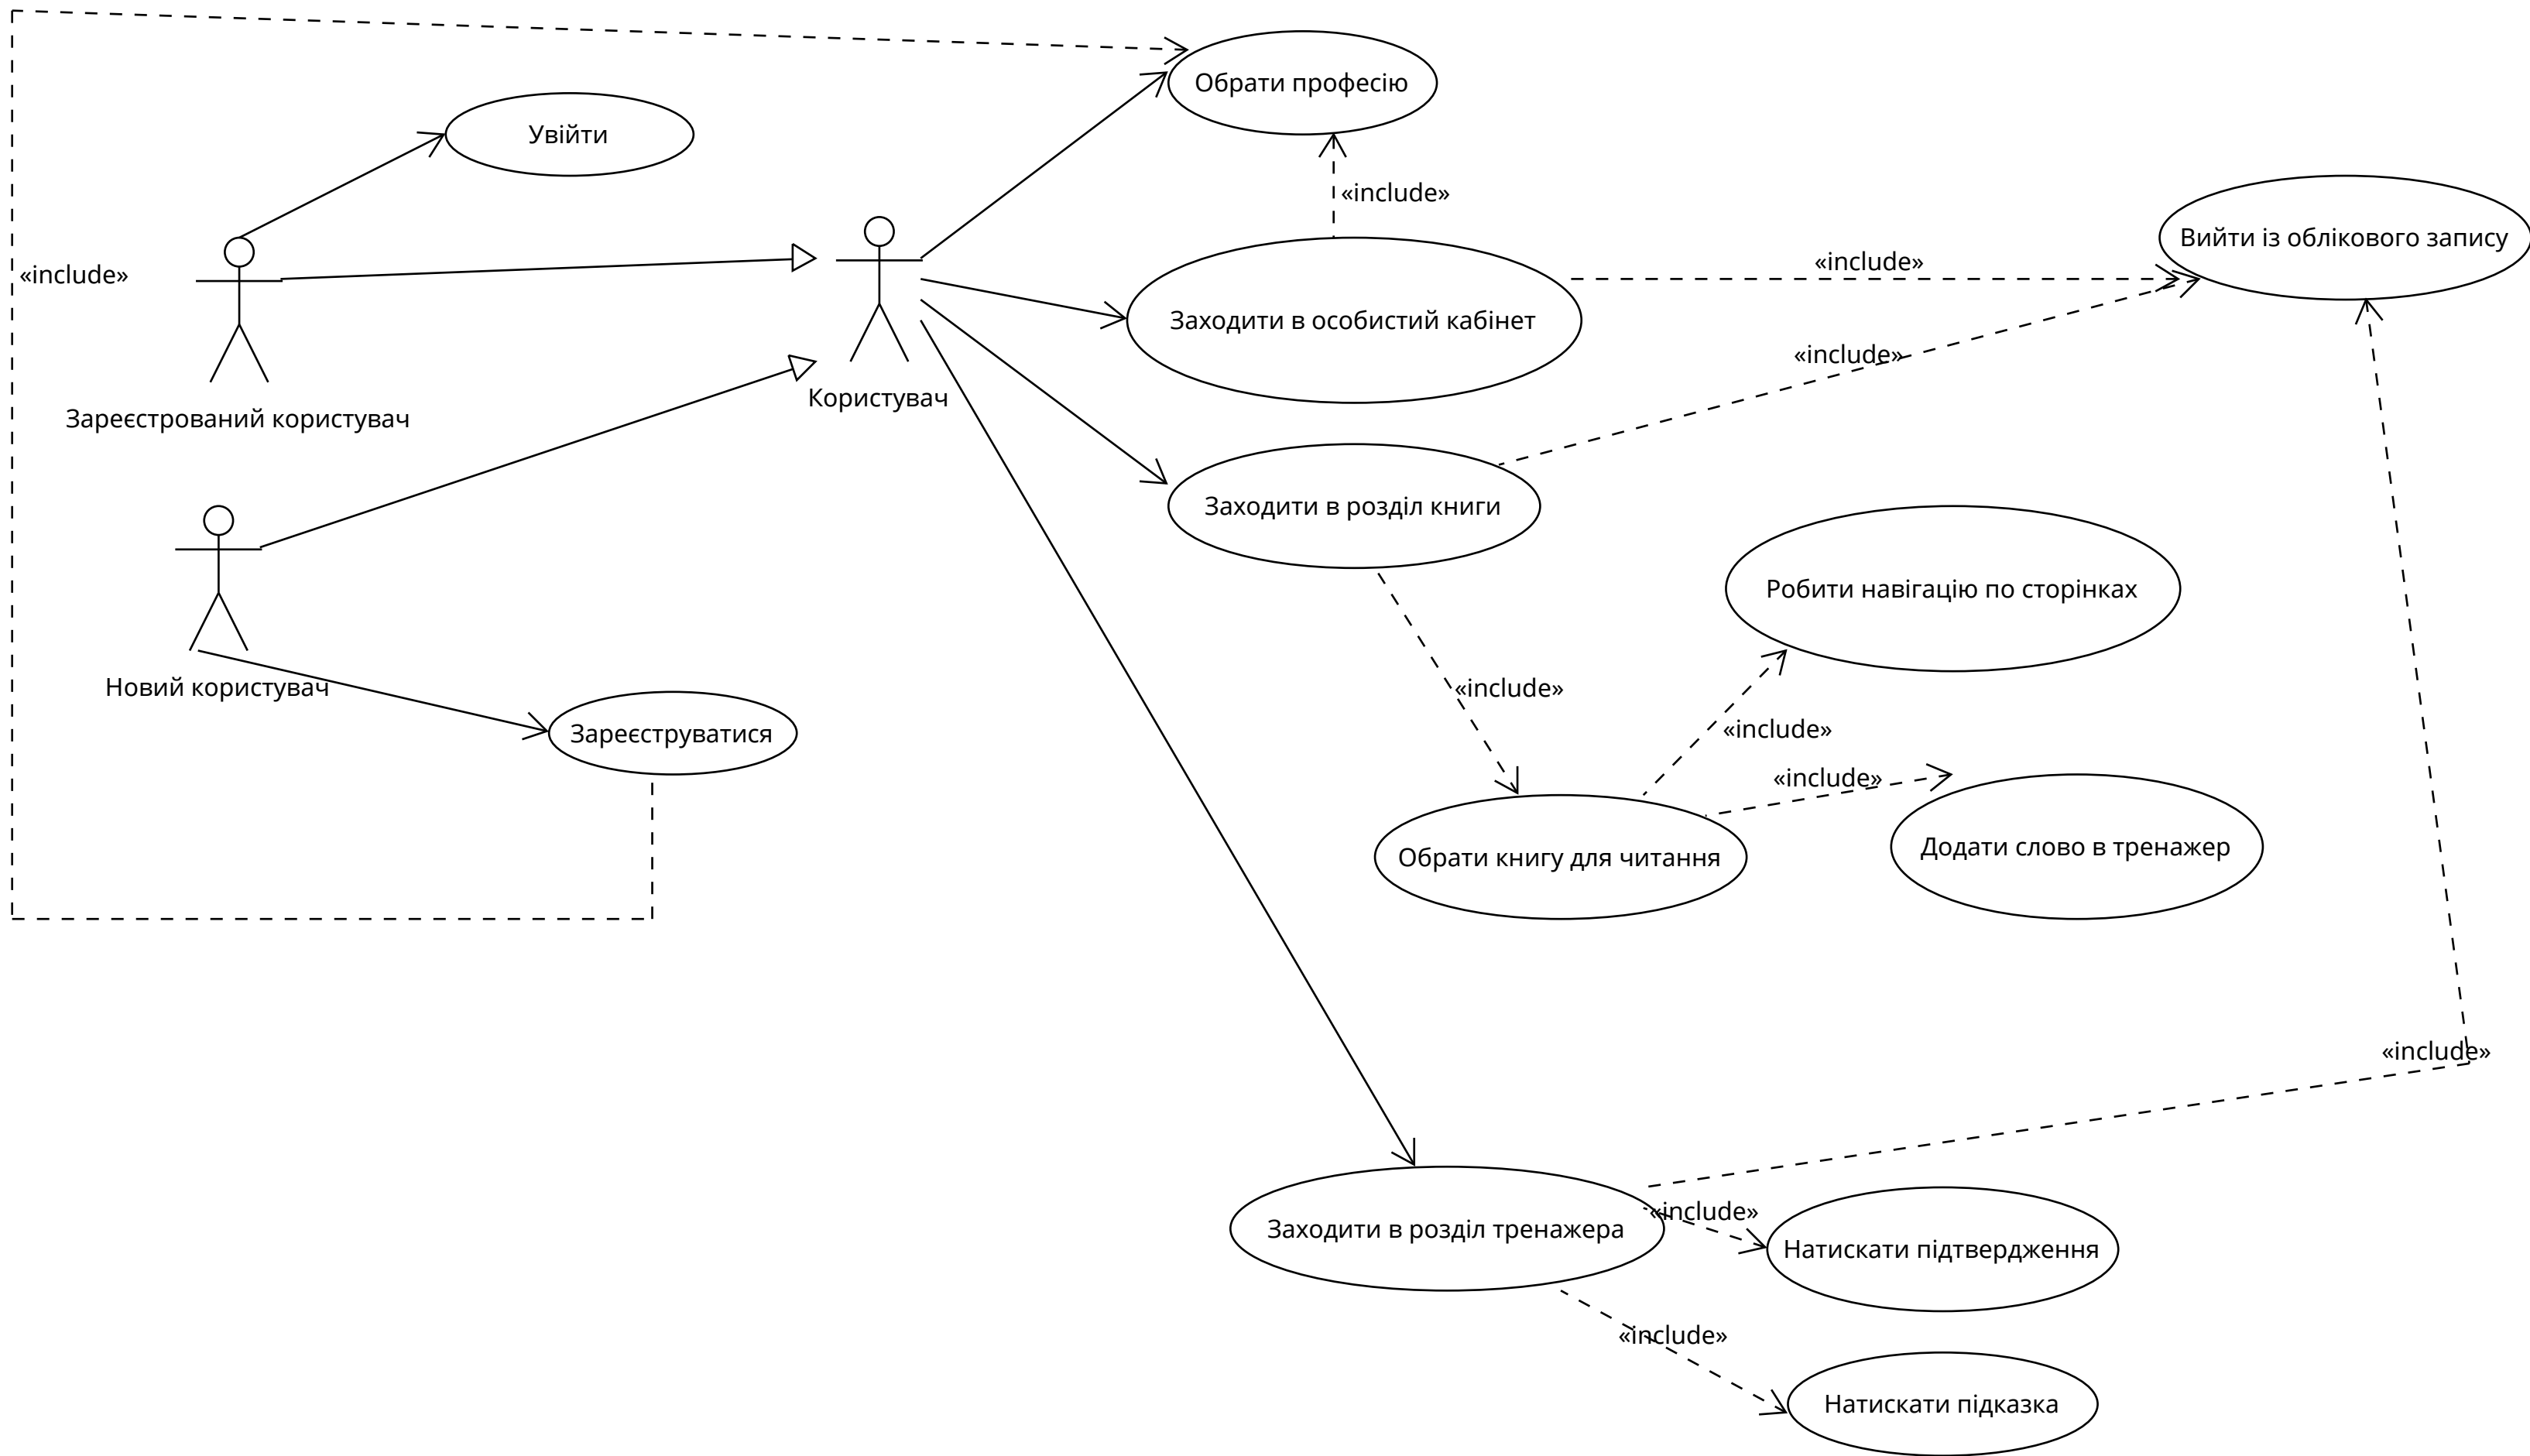 Обрати професію
Увійти
«include»
Вийти із облікового запису
«include»
«include»
Заходити в особистий кабінет
«include»
Користувач
Зареєстрований користувач
Заходити в розділ книги
Робити навігацію по сторінках
Новий користувач
«include»
Зареєструватися
«include»
«include»
Обрати книгу для читання
Додати слово в тренажер
«include»
«include»
Заходити в розділ тренажера
Натискати підтвердження
«include»
Натискати підказка